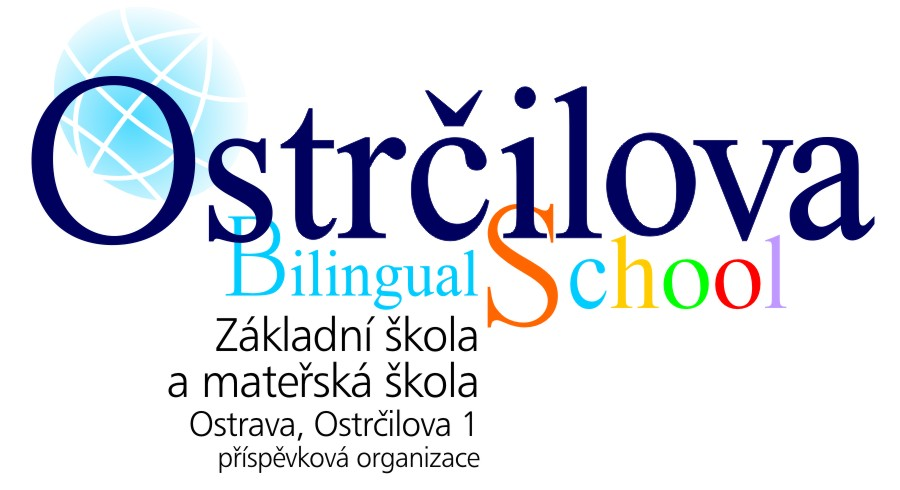 Ostrčilova
Bilingual School
Základní škola
a mateřská škola
Ostrava, Ostrčilova 1
příspěvková organizace